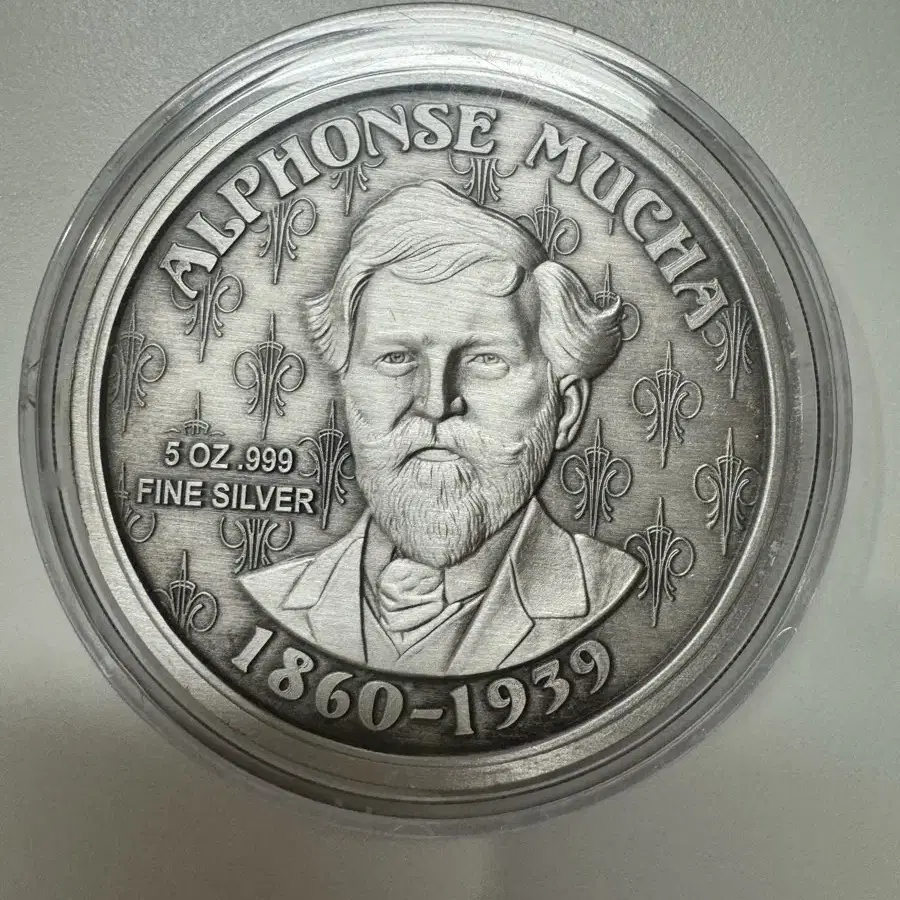 ALPHONSE MUCHA
5 OZ .999
FINE SILVER
1860-1939